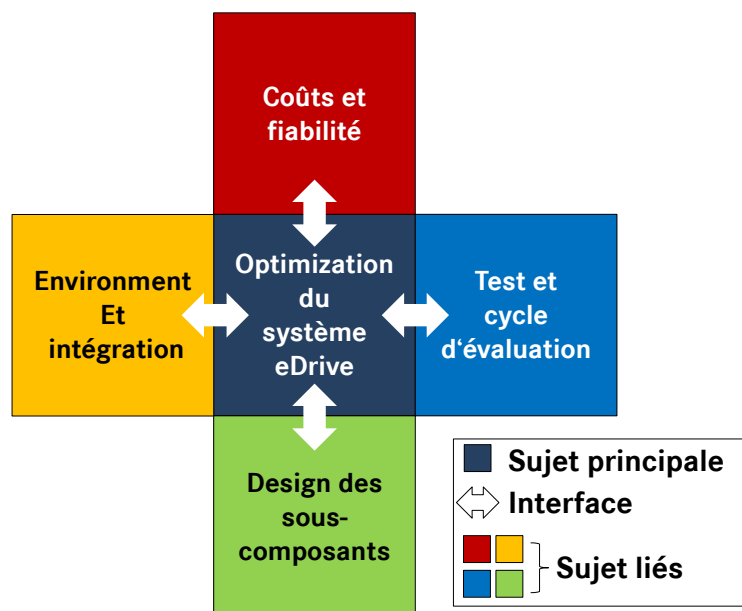 Coûts et
fiabilité
Environment
Et
intégration
Optimization
du
système
eDrive
Test et
cycle
d‘évaluation
Design des
sous-
composants
Sujet principale
Interface
Sujet liés